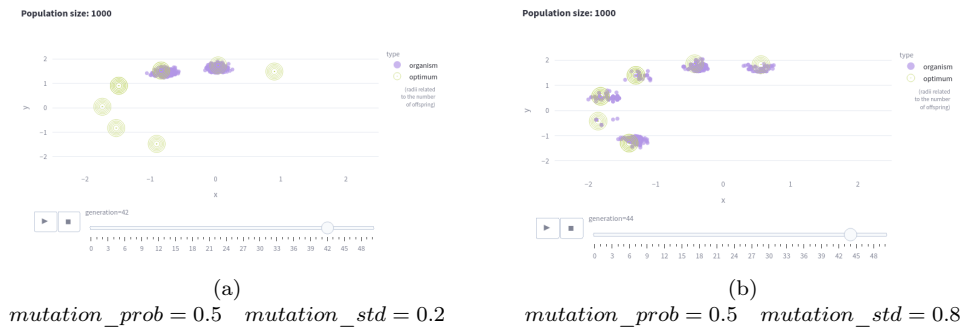 Population size: 1000
type
organism
optimum
(radii related
to the number
of offspring)
2
1
0
−1
−2
y
−2
−1
0
1
2
x
▶
■
generation=42
0 3 6 9 12 15 18 21 24 27 30 33 36 39 42 45 48
(a)
mutation_prob = 0.5 mutation_std = 0.2
Population size: 1000
type
organism
optimum
(radii related
to the number
of offspring)
2
1
0
−1
−2
y
−2
−1
0
1
2
x
▶
■
generation=44
0 3 6 9 12 15 18 21 24 27 30 33 36 39 42 45 48
(b)
mutation_prob = 0.5 mutation_std = 0.8